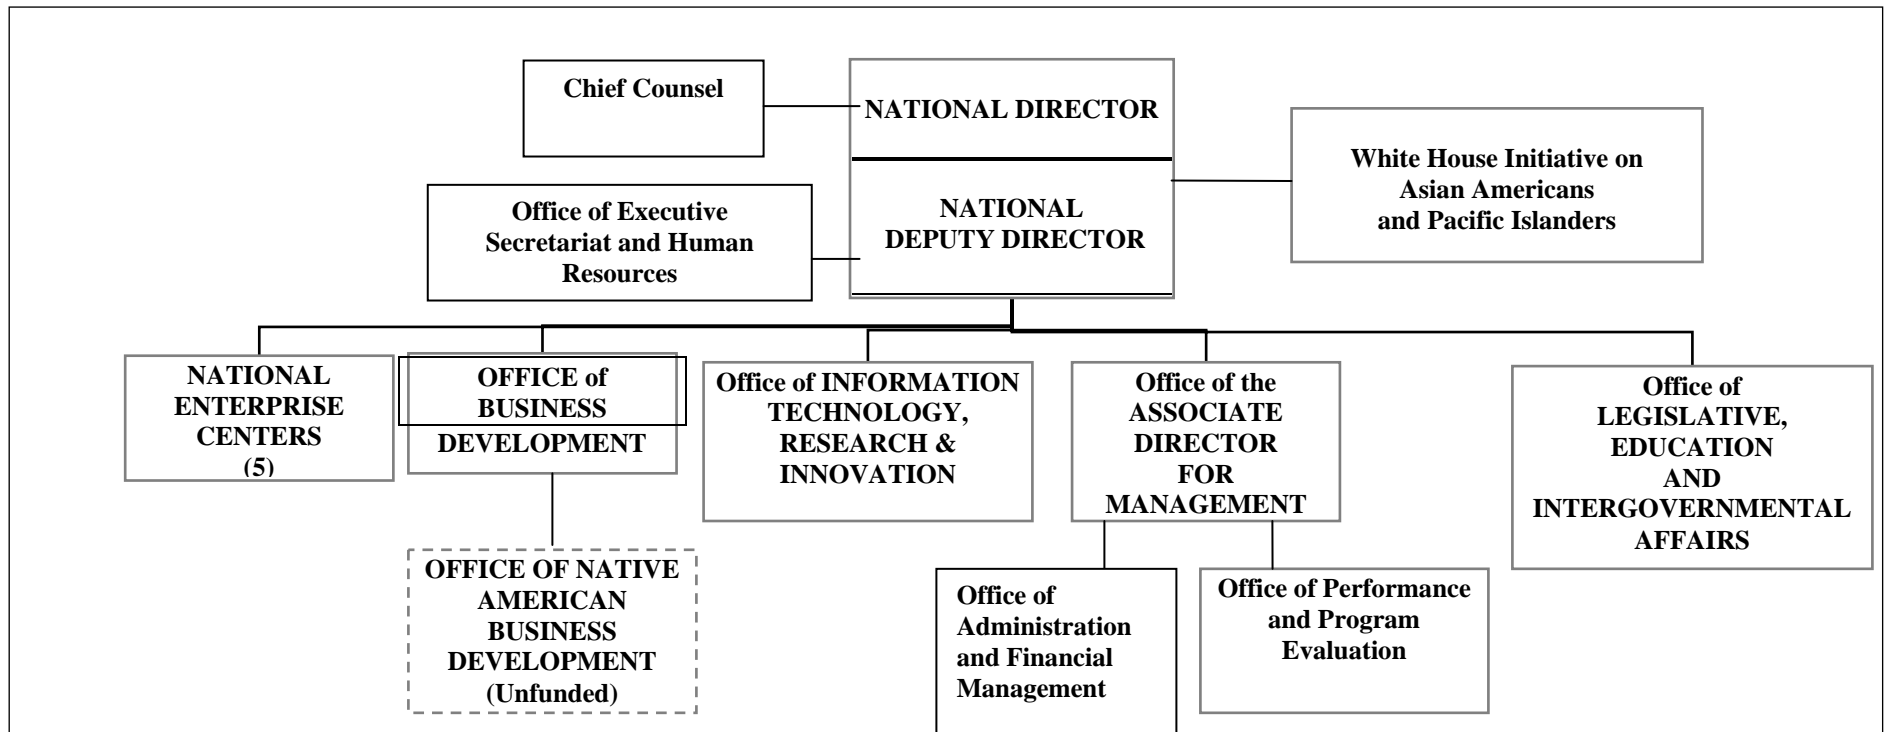 Chief Counsel
NATIONAL DIRECTOR
White House Initiative on
Asian Americans
and Pacific Islanders
Office of Executive
Secretariat and Human
Resources
NATIONAL
DEPUTY DIRECTOR
NATIONAL
ENTERPRISE
CENTERS
(5)
OFFICE of
BUSINESS
DEVELOPMENT
Office of INFORMATION
TECHNOLOGY,
RESEARCH &
INNOVATION
Office of the
ASSOCIATE
DIRECTOR
FOR
MANAGEMENT
Office of
LEGISLATIVE,
EDUCATION
AND
INTERGOVERNMENTAL
AFFAIRS
OFFICE OF NATIVE
AMERICAN
BUSINESS
DEVELOPMENT
(Unfunded)
Office of
Administration
and Financial
Management
Office of Performance
and Program
Evaluation